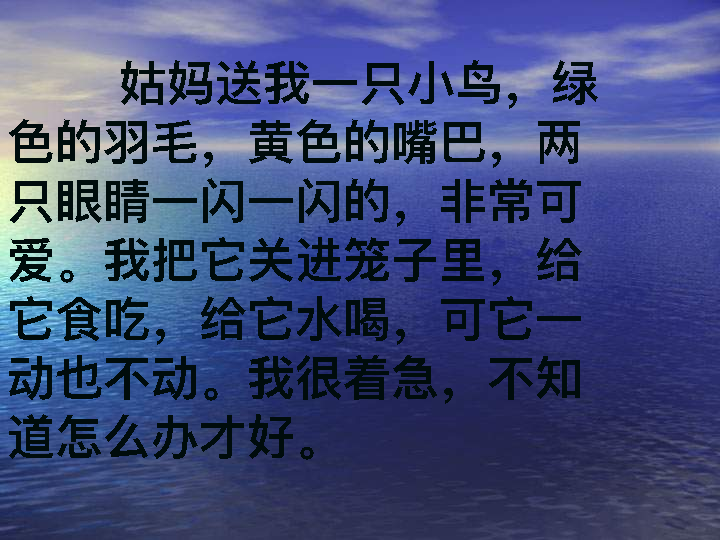 姑妈送我一只小鸟，绿
色的羽毛，黄色的嘴巴，两
只眼睛一闪一闪的，非常可
爱。我把它关进笼子里，给
它食吃，给它水喝，可它一
动也不动。我很着急，不知
道怎么办才好。